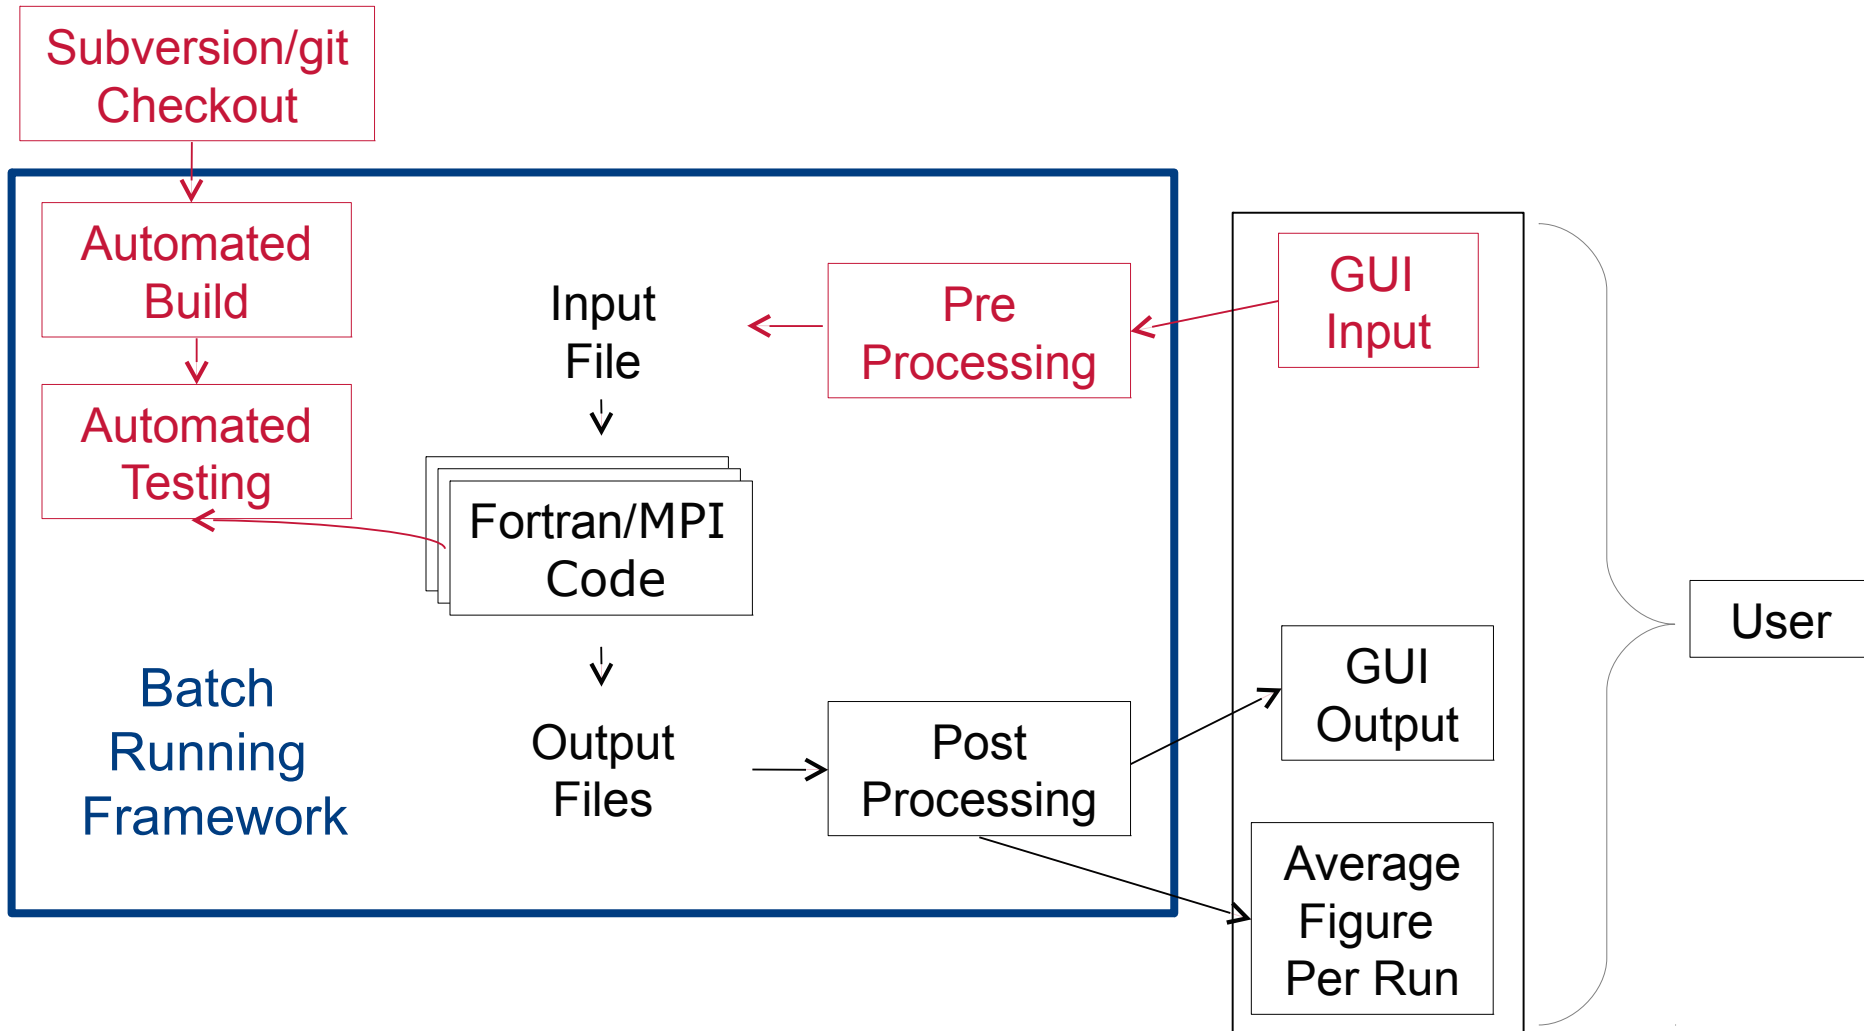 Subversion/git
Checkout
Automated
Build
Automated
Testing
Input
File
Pre
Processing
GUI
Input
Fortran/MPI
Code
Batch
Running
Framework
Output
Files
Post
Processing
GUI
Output
Average
Figure
Per Run
User